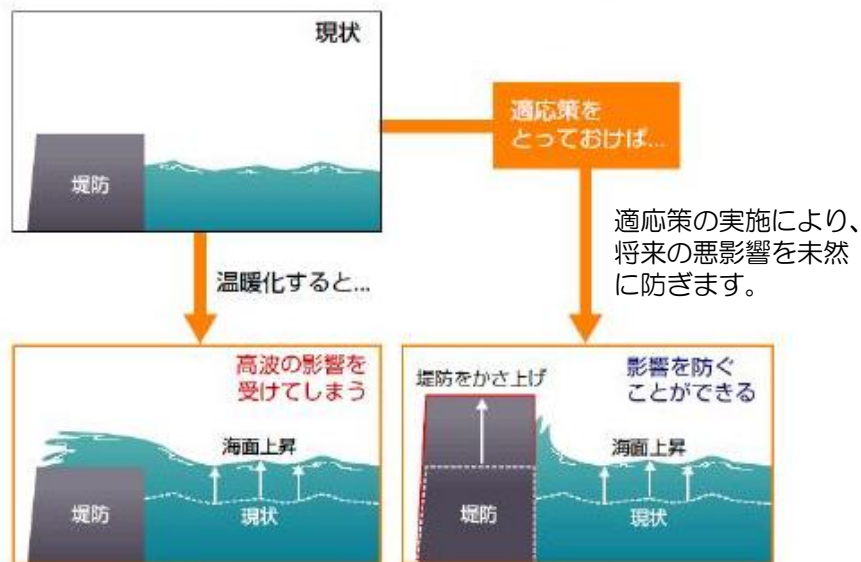 現状
堤防
適応策を
とっておけば...
適応策の実施により、
将来の悪影響を未然
に防ぎます。
温暖化すると...
高波の影響を
受けてしまう
海面上昇
堤防
現状
堤防をかさ上げ
影響を防ぐ
ことができる
海面上昇
堤防
現状